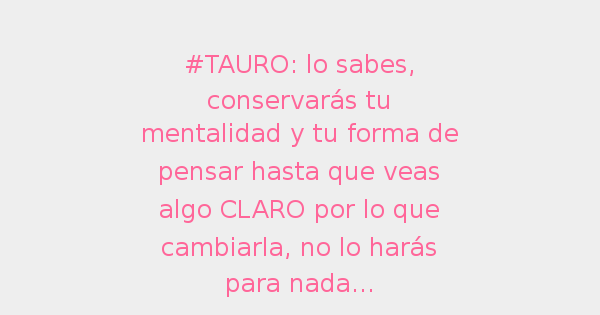 #TAURO: lo sabes,
conservarás tu
mentalidad y tu forma de
pensar hasta que veas
algo CLARO por lo que
cambiarla, no lo harás
para nada...